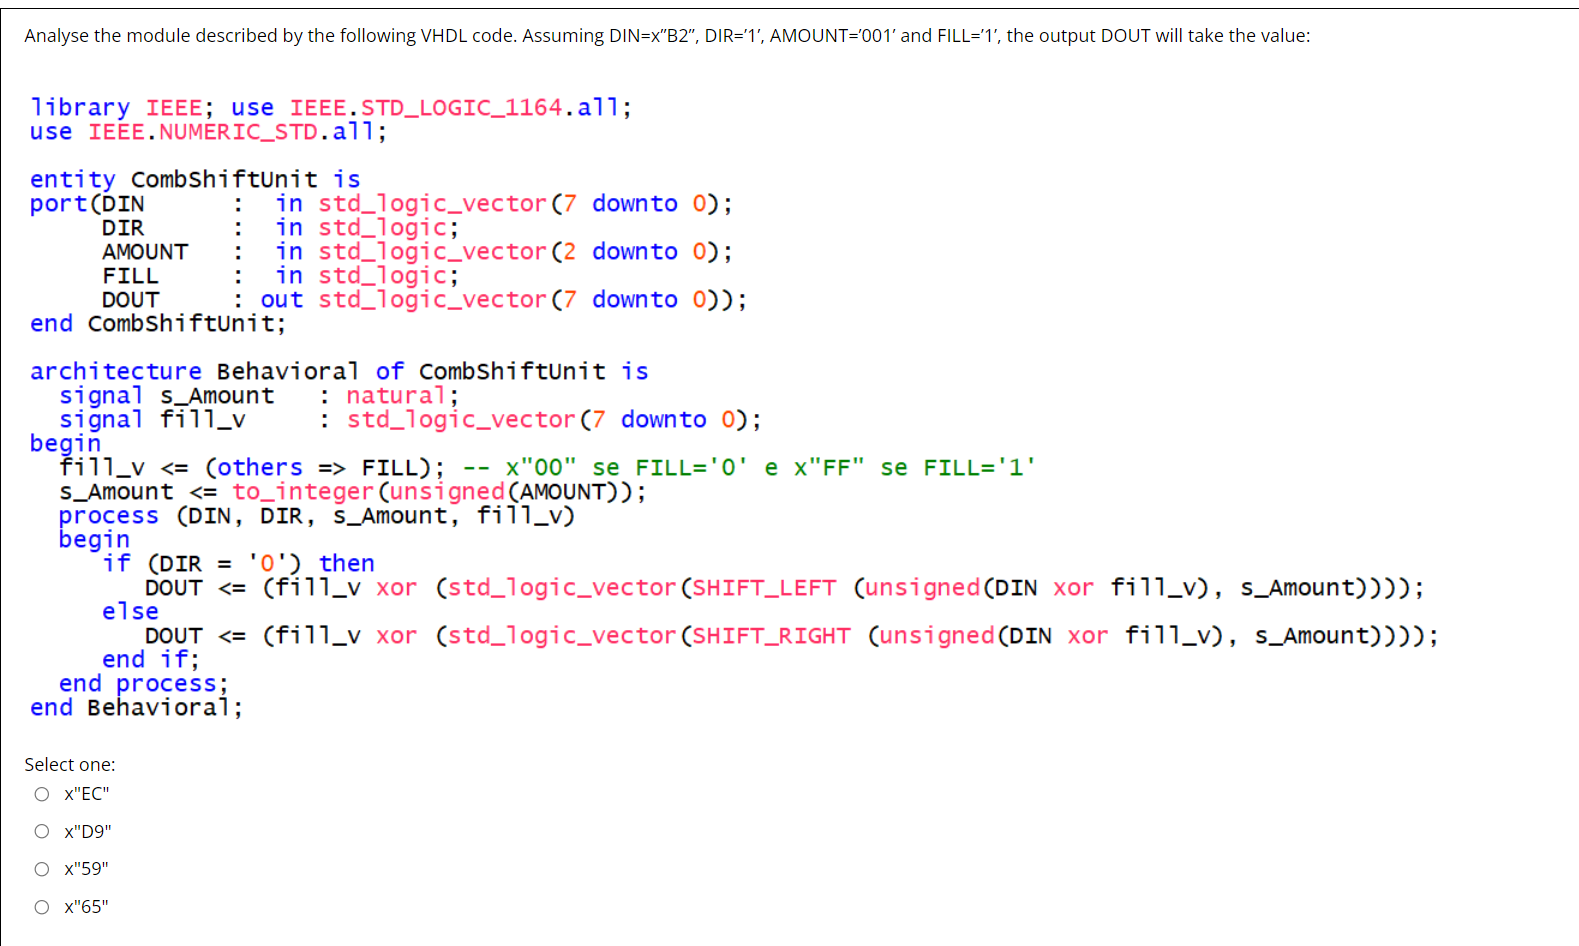 Analyse the module described by the following VHDL code. Assuming DIN=x”B2”, DIR=’1’, AMOUNT=’001’ and FILL=’1’, the output DOUT will take the value:
library IEEE; use IEEE.STD_LOGIC_1164.all;
use IEEE.NUMERIC_STD.all;
entity CombShiftUnit is
port(DIN : in std_logic_vector(7 downto 0);
DIR : in std_logic;
AMOUNT : in std_logic_vector(2 downto 0);
FILL : in std_logic;
DOUT : out std_logic_vector(7 downto 0));
end CombShiftUnit;
architecture Behavioral of CombShiftUnit is
signal s_Amount : natural;
signal fill_v : std_logic_vector(7 downto 0);
begin
fill_v <= (others => FILL); -- x"00" se FILL='0' e x"FF" se FILL='1'
s_Amount <= to_integer(unsigned(AMOUNT));
process (DIN, DIR, s_Amount, fill_v)
begin
if (DIR = '0') then
DOUT <= (fill_v xor (std_logic_vector(SHIFT_LEFT (unsigned(DIN xor fill_v), s_Amount))));
else
DOUT <= (fill_v xor (std_logic_vector(SHIFT_RIGHT (unsigned(DIN xor fill_v), s_Amount))));
end if;
end process;
end Behavioral;
Select one:
x"EC"
x"D9"
x"59"
x"65"